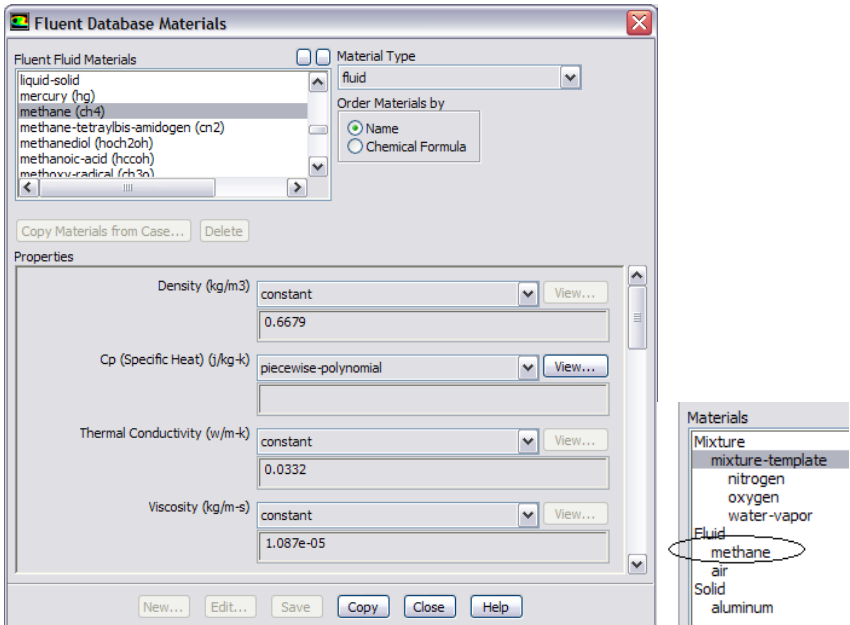 Fluent Database Materials
Fluent Fluid Materials
liquid-solid
mercury (hg)
methane (ch4)
methane-tetraylbis-amidogen (cn2)
methanediol (hoch2oh)
methanoic-acid (hccoh)
methoxy-radical (ch3o)
Material Type
fluid
Order Materials by
Name
Chemical Formula
Copy Materials from Case...
Delete
Properties
Density (kg/m3)
constant
View...
0.6679
Cp (Specific Heat) (j/kg-k)
piecewise-polynomial
View...
Thermal Conductivity (w/m-k)
constant
View...
0.0332
Viscosity (kg/m-s)
constant
View...
1.087e-05
New...
Edit...
Save
Copy
Close
Help
Materials
Mixture
mixture-template
nitrogen
oxygen
water-vapor
Fluid
methane
air
Solid
aluminum